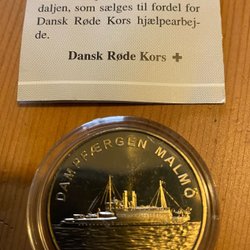 daljen, som sælges til fordel for
Dansk Røde Kors hjælpearbej-
de.
Dansk Røde Kors
DAMPFÆRGEN MALMÖ